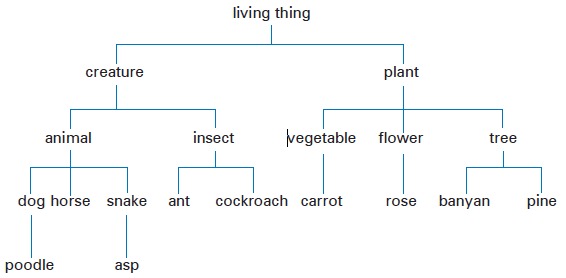 living thing
creature plant
animal insect vegetable flower tree
dog horse snake ant cockroach carrot rose banyan pine
poodle asp